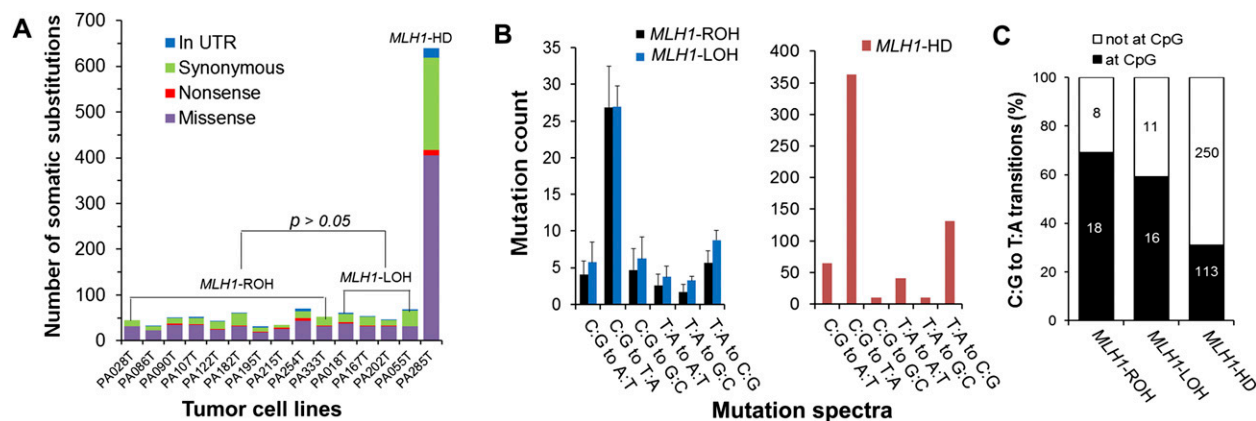 A
Number of somatic substitutions
700
600
500
400
300
200
100
0
In UTR
Synonymous
Nonsense
Missense
MLH1-HD
p > 0.05
MLH1-ROH
MLH1-LOH
PA028T
PA086T
PA090T
PA107T
PA122T
PA182T
PA195T
PA215T
PA254T
PA333T
PA018T
PA167T
PA202T
PA055T
PA285T
Tumor cell lines
B
Mutation count
MLH1-ROH
MLH1-LOH
35
30
25
20
15
10
5
0
C:G to A:T
C:G to T:A
C:G to G:C
T:A to A:T
T:A to G:C
T:A to C:G
MLH1-HD
400
350
300
250
200
150
100
50
0
C:G to A:T
C:G to T:A
C:G to G:C
T:A to A:T
T:A to G:C
T:A to C:G
Mutation spectra
C
not at CpG
at CpG
C:G to T:A transitions (%)
100
80
60
40
20
0
8
11
250
18
16
113
MLH1-ROH
MLH1-LOH
MLH1-HD